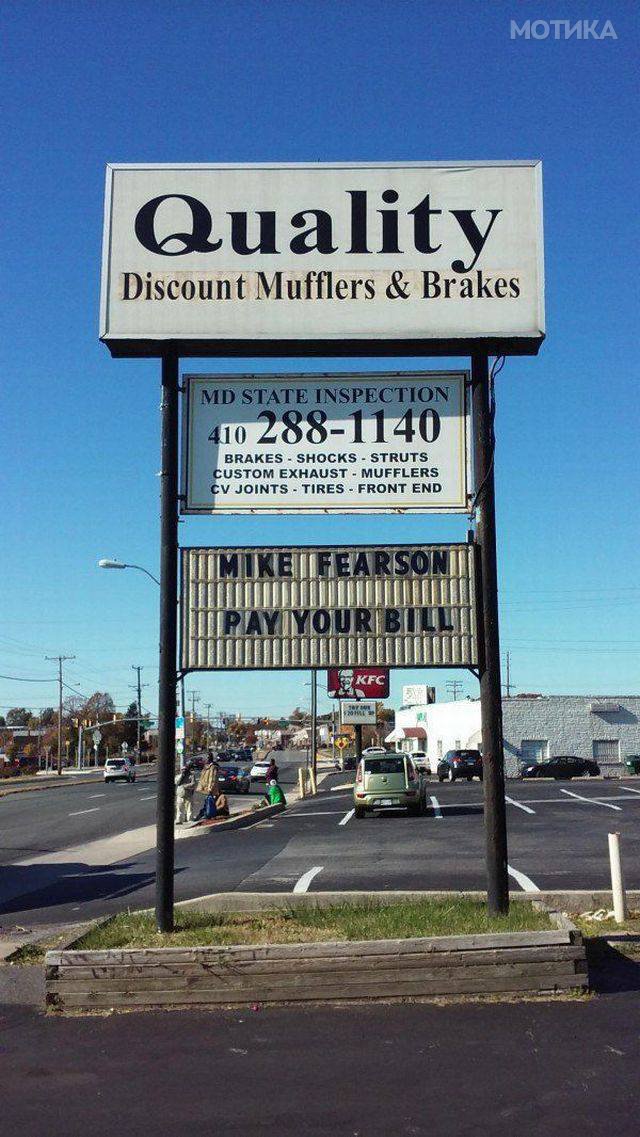 МОТИКА
Quality
Discount Mufflers & Brakes
MD STATE INSPECTION
410 288-1140
BRAKES - SHOCKS - STRUTS
CUSTOM EXHAUST - MUFFLERS
CV JOINTS - TIRES - FRONT END
MIKE FEARSON
PAY YOUR BILL
KFC